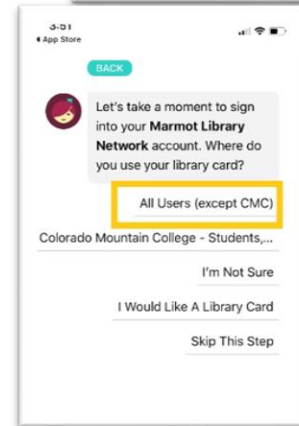 3:51
App Store
BACK
Let's take a moment to sign
into your Marmot Library
Network account. Where do
you use your library card?
All Users (except CMC)
Colorado Mountain College - Students,...
I'm Not Sure
I Would Like A Library Card
Skip This Step